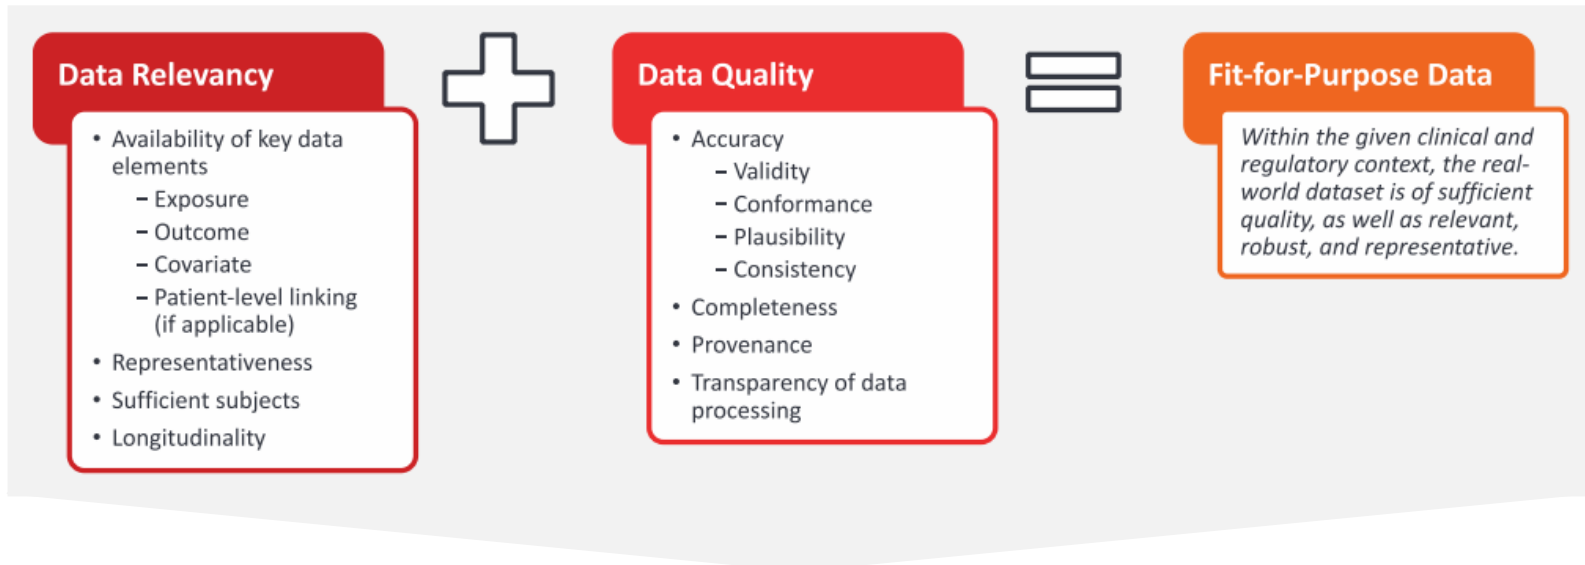 Data Relevancy
• Availability of key data
elements
– Exposure
– Outcome
– Covariate
– Patient-level linking
(if applicable)
• Representativeness
• Sufficient subjects
• Longitudinality
Data Quality
• Accuracy
– Validity
– Conformance
– Plausibility
– Consistency
• Completeness
• Provenance
• Transparency of data
processing
Fit-for-Purpose Data
Within the given clinical and
regulatory context, the real-
world dataset is of sufficient
quality, as well as relevant,
robust, and representative.